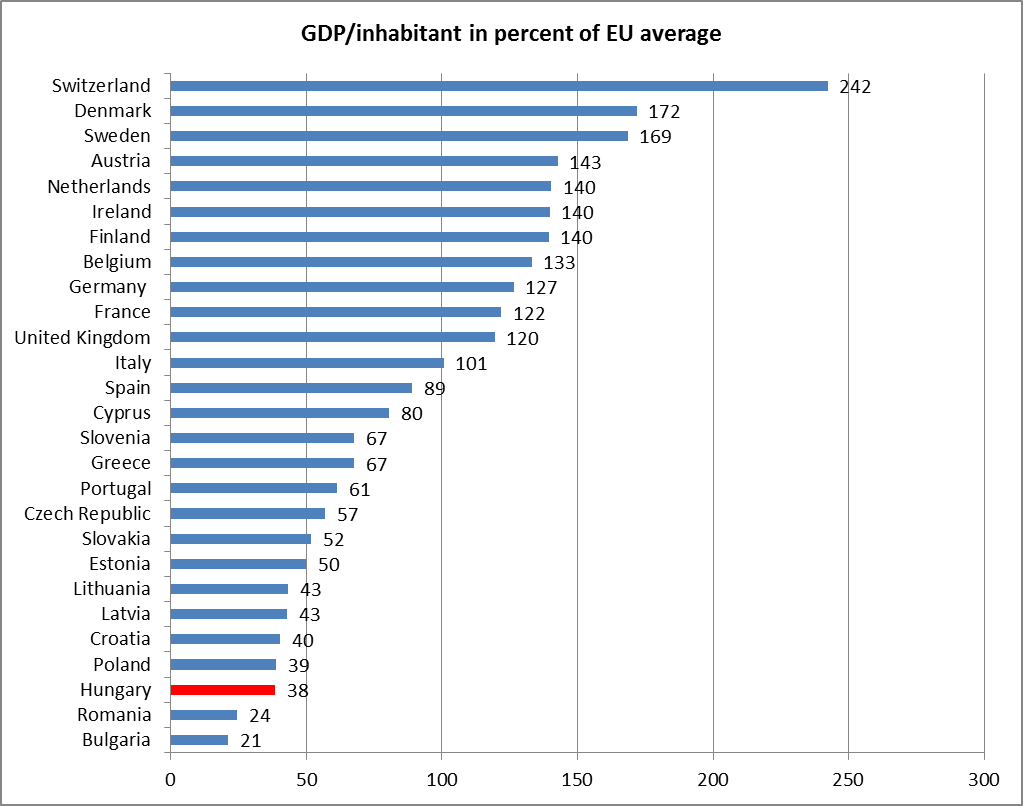 GDP/inhabitant in percent of EU average
Switzerland 242
Denmark 172
Sweden 169
Austria 143
Netherlands 140
Ireland 140
Finland 140
Belgium 133
Germany 127
France 122
United Kingdom 120
Italy 101
Spain 89
Cyprus 80
Slovenia 67
Greece 67
Portugal 61
Czech Republic 57
Slovakia 52
Estonia 50
Lithuania 43
Latvia 43
Croatia 40
Poland 39
Hungary 38
Romania 24
Bulgaria 21
0 50 100 150 200 250 300